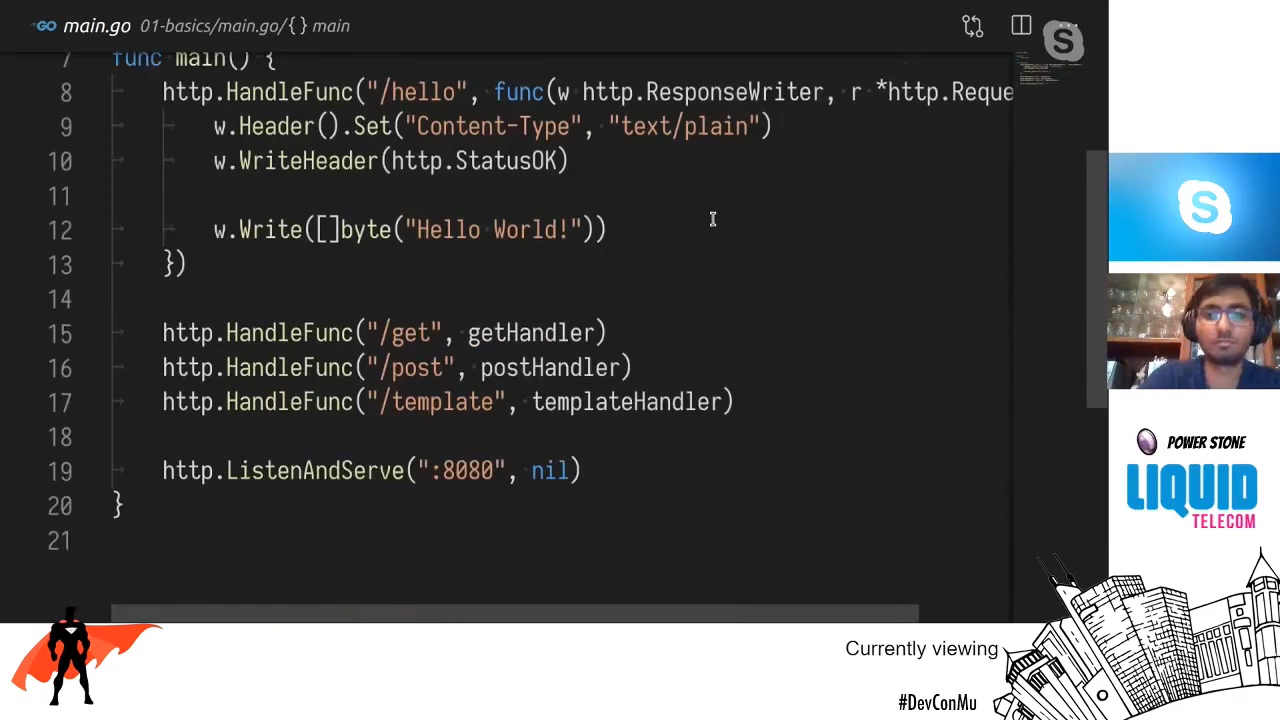 GO main.go 01-basics/main.go/{ } main
7 func main() {
8 http.HandleFunc("/hello", func(w http.ResponseWriter, r *http.Reque
9 w.Header().Set("Content-Type", "text/plain")
10 w.WriteHeader(http.StatusOK)
11
12 w.Write([]byte("Hello World!"))
13 })
14
15 http.HandleFunc("/get", getHandler)
16 http.HandleFunc("/post", postHandler)
17 http.HandleFunc("/template", templateHandler)
18
19 http.ListenAndServe(":8080", nil)
20 }
21
S
S
POWER STONE
LIQUID
TELECOM
Currently viewing
#DevConMu